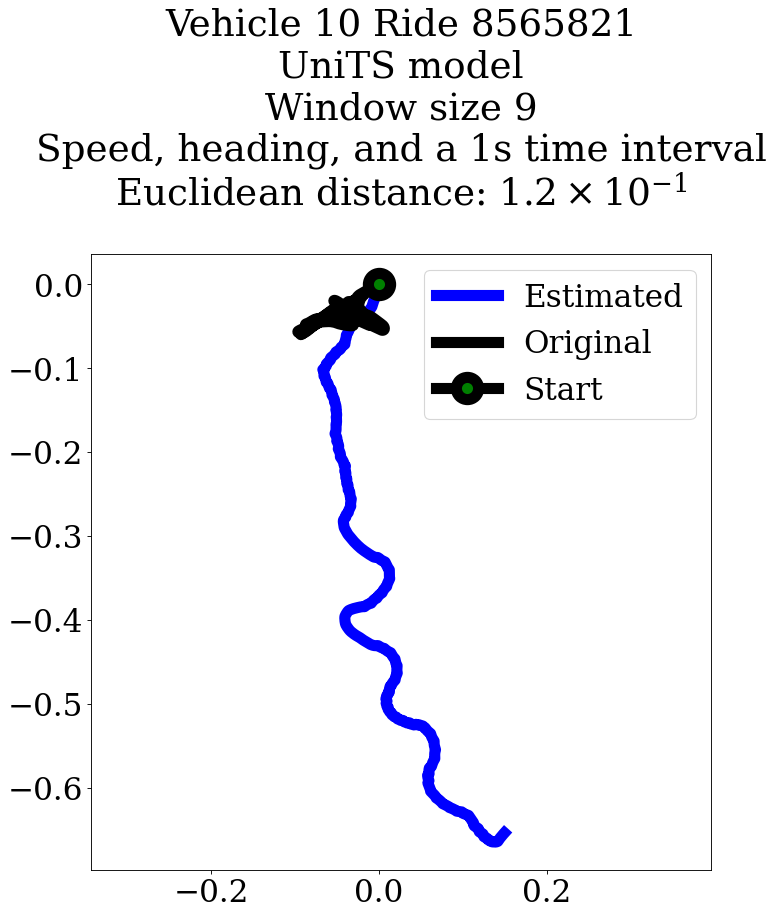 Vehicle 10 Ride 8565821
UniTS model
Window size 9
Speed, heading, and a 1s time interval
Euclidean distance: $1.2 \times 10^{-1}$
Estimated
Original
Start
0.0
−0.1
−0.2
−0.3
−0.4
−0.5
−0.6
−0.2 0.0 0.2